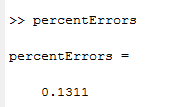 >> percentErrors
percentErrors =
0.1311